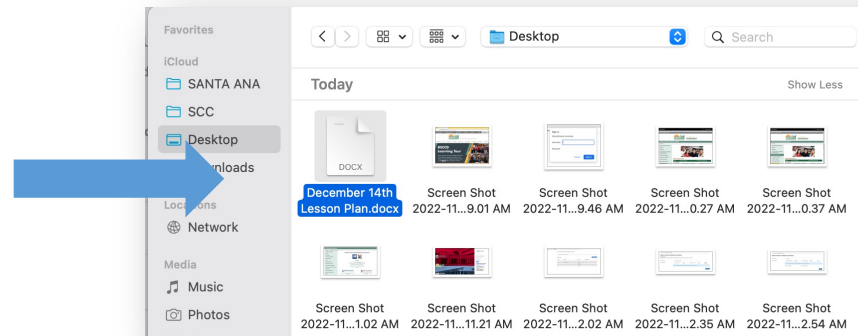 Favorites
Desktop
Search
iCloud
SANTA ANA
Today
Show Less
SCC
Desktop
wnloads
DOCX
Locations
Network
December 14th
Lesson Plan.docx
Screen Shot
2022-11...9.01 AM
Screen Shot
2022-11...9.46 AM
Screen Shot
2022-11...0.27 AM
Screen Shot
2022-11...0.37 AM
Media
Music
Photos
Screen Shot
2022-11...1.02 AM
Screen Shot
2022-11...11.21 AM
Screen Shot
2022-11...2.02 AM
Screen Shot
2022-11...2.35 AM
Screen Shot
2022-11...2.54 AM